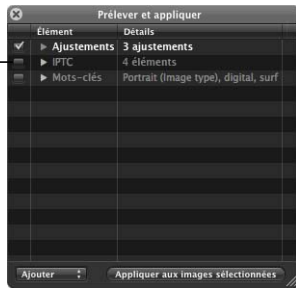 Prélever et appliquer
Élément Détails
Ajustements 3 ajustements
IPTC 4 éléments
Mots-clés Portrait (Image type), digital, surf
Ajouter Appliquer aux images sélectionnées